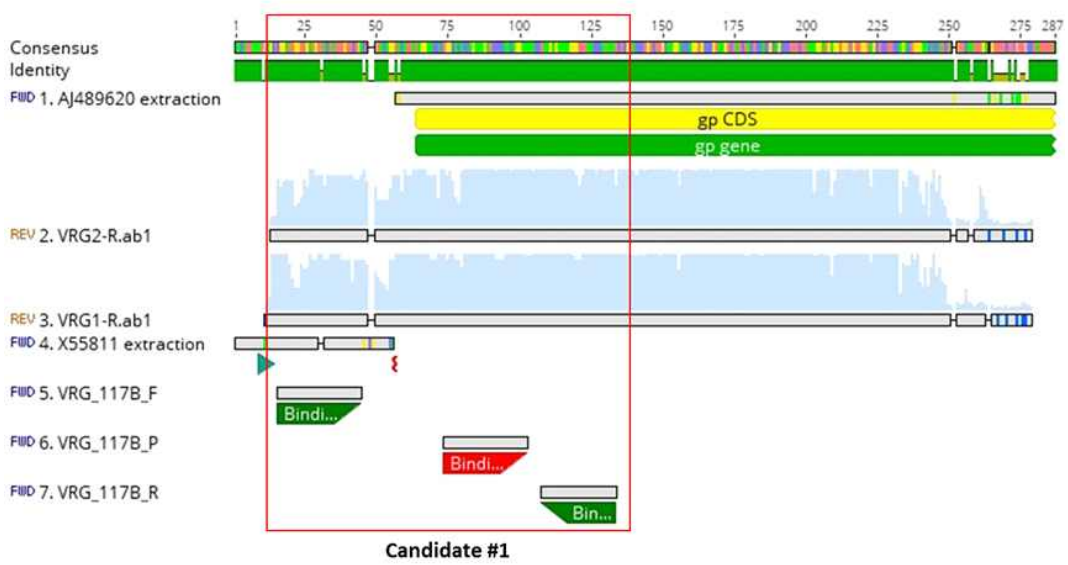 1 25 50 75 100 125 150 175 200 225 250 275 287
Consensus
Identity
FWD 1. AJ489620 extraction
gp CDS
gp gene
REV 2. VRG2-R.ab1
REV 3. VRG1-R.ab1
FWD 4. X55811 extraction
FWD 5. VRG_117B_F
Bindi...
FWD 6. VRG_117B_P
Bindi...
FWD 7. VRG_117B_R
Bin...
Candidate #1